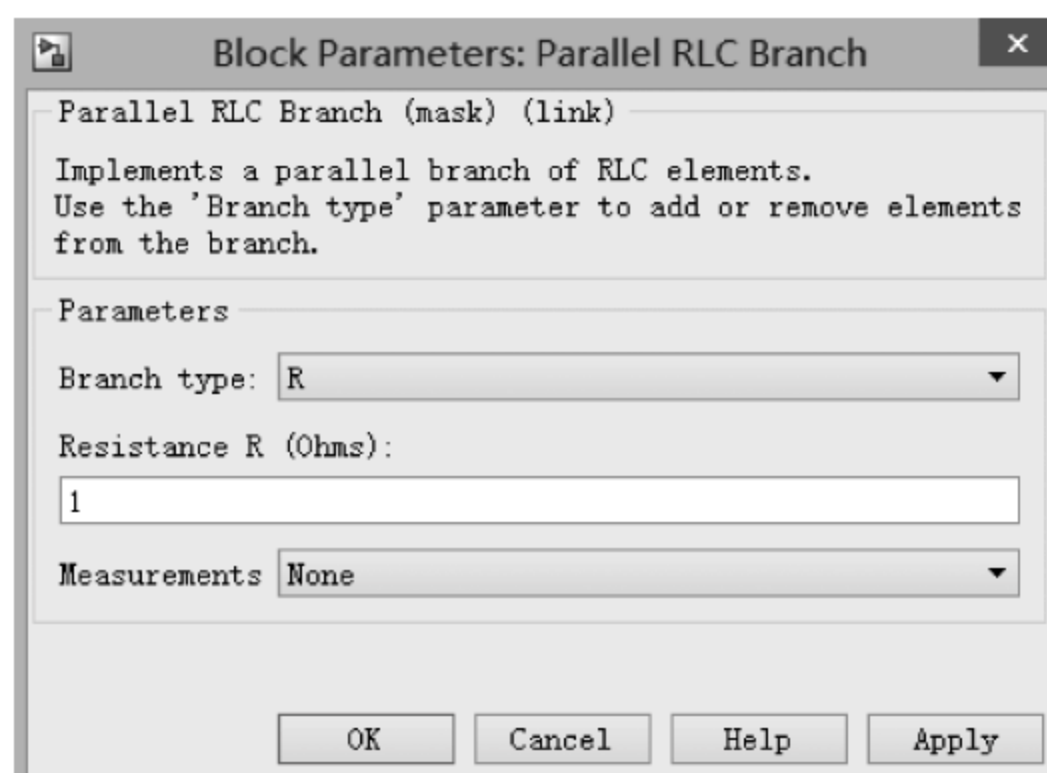 Block Parameters: Parallel RLC Branch
Parallel RLC Branch (mask) (link)
Implements a parallel branch of RLC elements.
Use the 'Branch type' parameter to add or remove elements
from the branch.
Parameters
Branch type: R
Resistance R (Ohms):
1
Measurements None
OK Cancel Help Apply